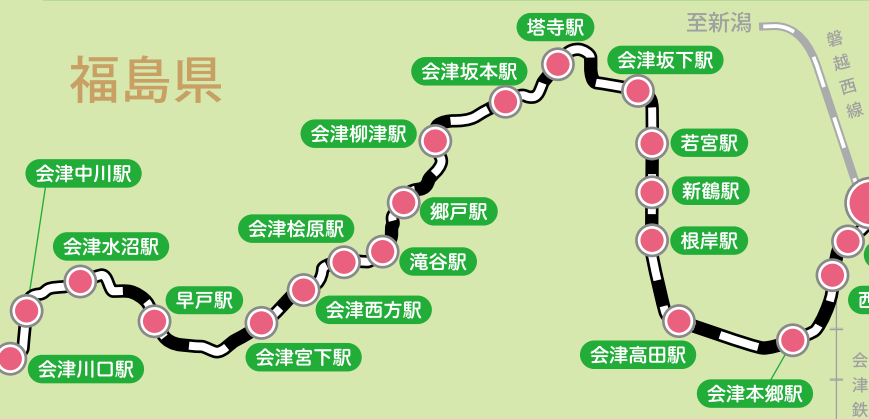 福島県
至新潟
磐越西線
塔寺駅
会津坂下駅
会津坂本駅
会津柳津駅
若宮駅
新鶴駅
郷戸駅
根岸駅
会津中川駅
会津桧原駅
会津水沼駅
滝谷駅
早戸駅
会津西方駅
西
会津宮下駅
会津高田駅
会津川口駅
会津本郷駅
会津鉄